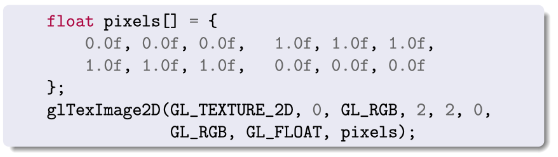 float pixels[] = {
    0.0f, 0.0f, 0.0f,   1.0f, 1.0f, 1.0f,
    1.0f, 1.0f, 1.0f,   0.0f, 0.0f, 0.0f
};
glTexImage2D(GL_TEXTURE_2D, 0, GL_RGB, 2, 2, 0,
             GL_RGB, GL_FLOAT, pixels);